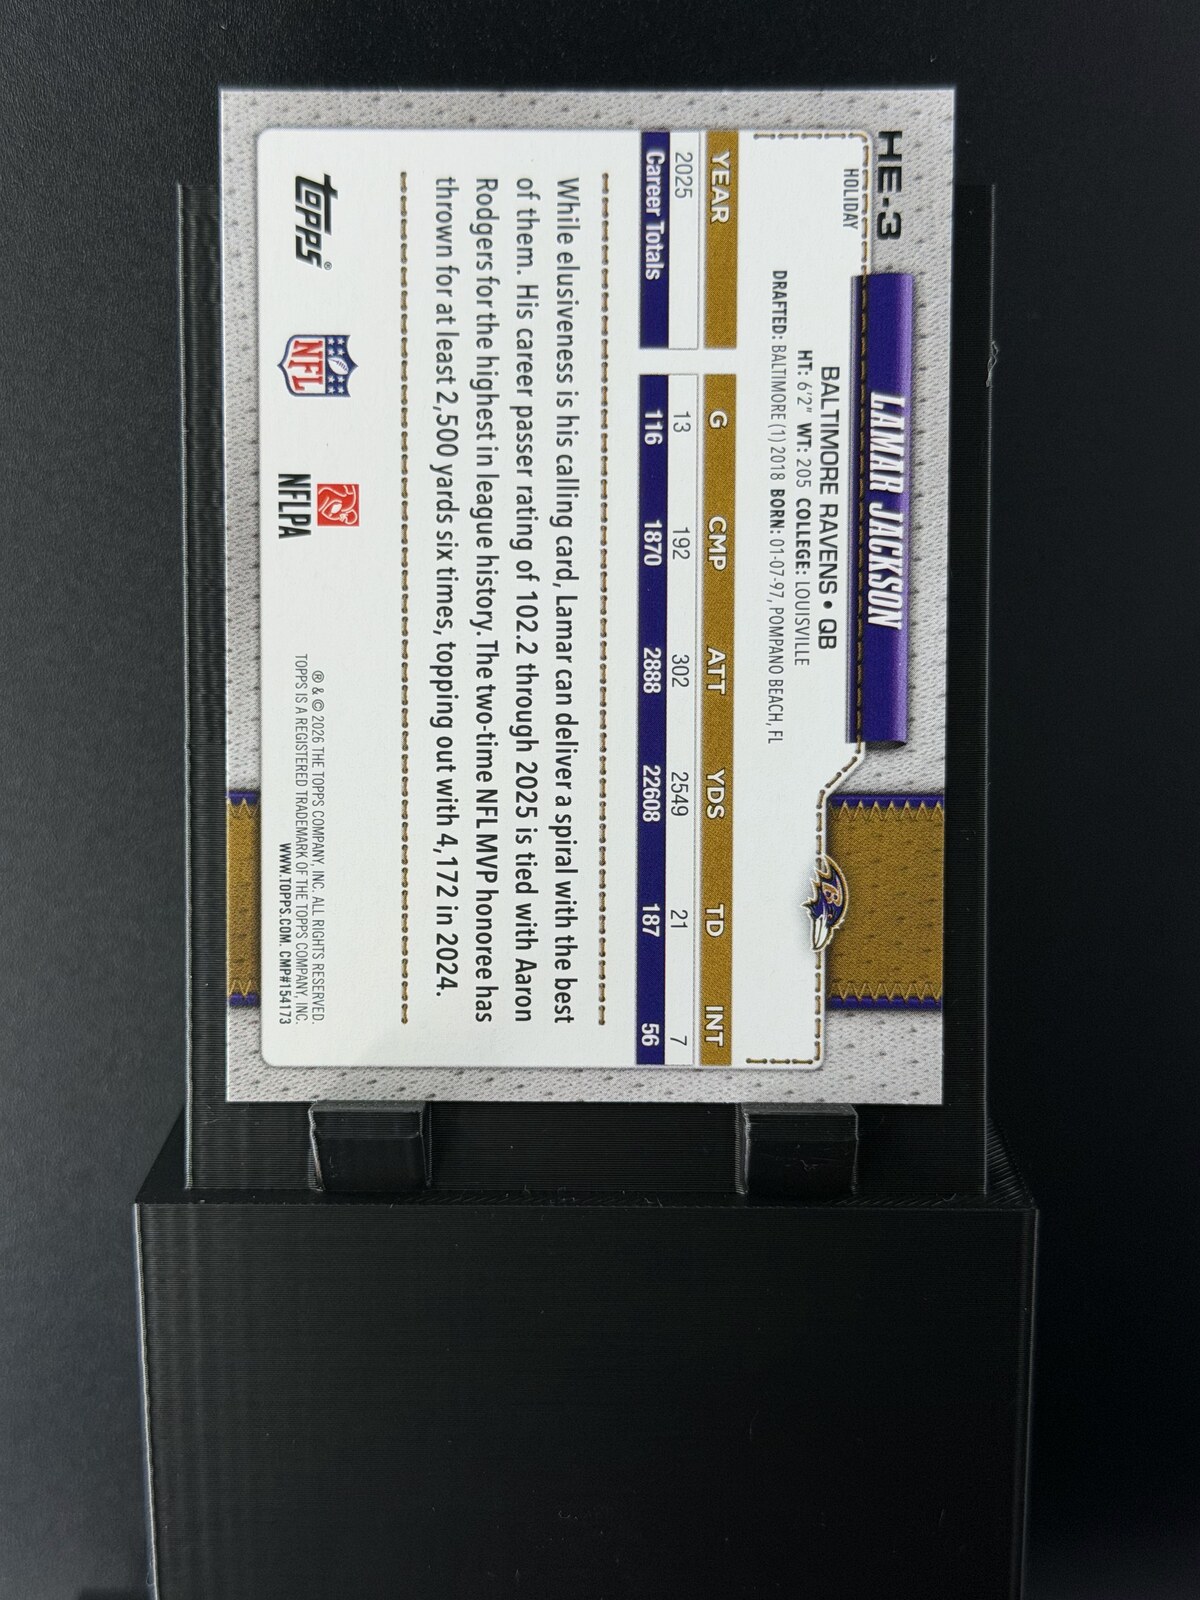 HE-3
HOLIDAY
LAMAR JACKSON
BALTIMORE RAVENS • QB
HT: 6'2" WT: 205 COLLEGE: LOUISVILLE
DRAFTED: BALTIMORE (1) 2018 BORN: 01-07-97, POMPANO BEACH, FL
YEAR G CMP ATT YDS TD INT
2025 13 192 302 2549 21 7
Career Totals 116 1870 2888 22608 187 56
While elusiveness is his calling card, Lamar can deliver a spiral with the best
of them. His career passer rating of 102.2 through 2025 is tied with Aaron
Rodgers for the highest in league history. The two-time NFL MVP honoree has
thrown for at least 2,500 yards six times, topping out with 4,172 in 2024.
topps®
NFL
NFLPA
® & © 2026 THE TOPPS COMPANY, INC. ALL RIGHTS RESERVED.
TOPPS IS A REGISTERED TRADEMARK OF THE TOPPS COMPANY, INC.
WWW.TOPPS.COM. CMP#154173